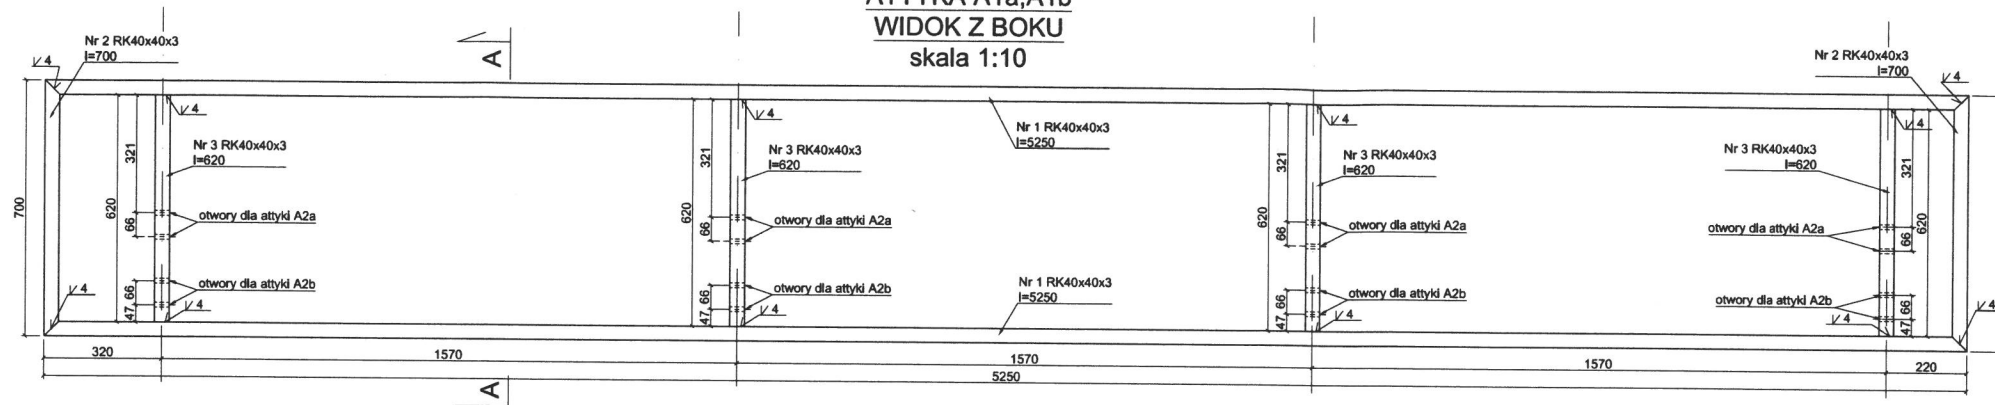 ATTYKA A1a,A1b
WIDOK Z BOKU
skala 1:10
A
Nr 2 RK40x40x3
l=700
4
Nr 2 RK40x40x3
l=700
4
4
4
4
4
Nr 1 RK40x40x3
l=5250
Nr 3 RK40x40x3
l=620
Nr 3 RK40x40x3
l=620
Nr 3 RK40x40x3
l=620
Nr 3 RK40x40x3
l=620
321
321
321
321
700
620
620
620
620
66
66
66
66
otwory dla attyki A2a
otwory dla attyki A2a
otwory dla attyki A2a
otwory dla attyki A2a
otwory dla attyki A2b
otwory dla attyki A2b
otwory dla attyki A2b
otwory dla attyki A2b
66
66
66
66
47
47
47
47
4
4
4
4
4
4
Nr 1 RK40x40x3
l=5250
320
1570
1570
1570
220
5250
A